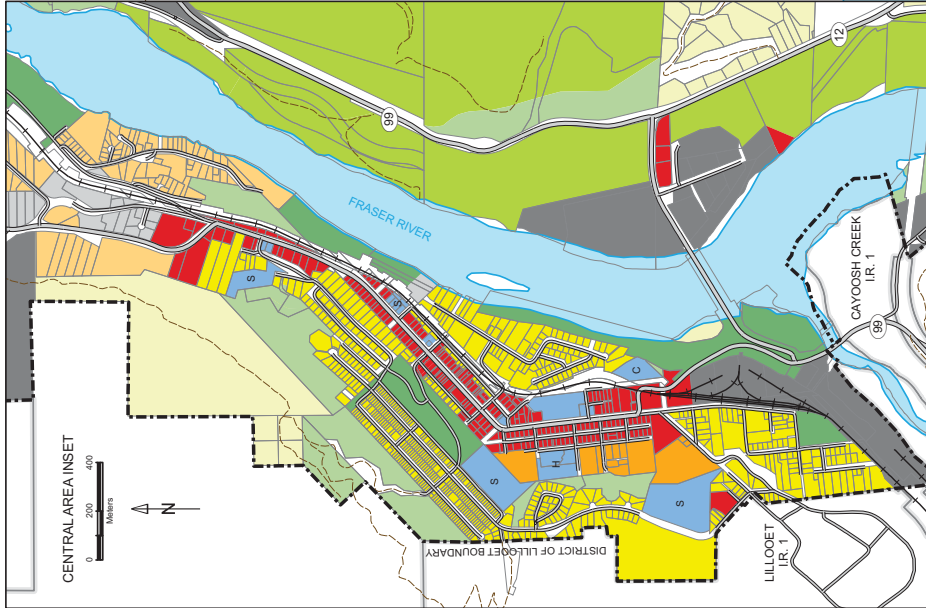 CENTRAL AREA INSET
0 200 400
Meters
N
99
12
FRASER RIVER
S
S
C
S
H
S
CAYOOSH CREEK
I.R. 1
99
DISTRICT OF LILLOOET BOUNDARY
LILLOOET
I.R. 1